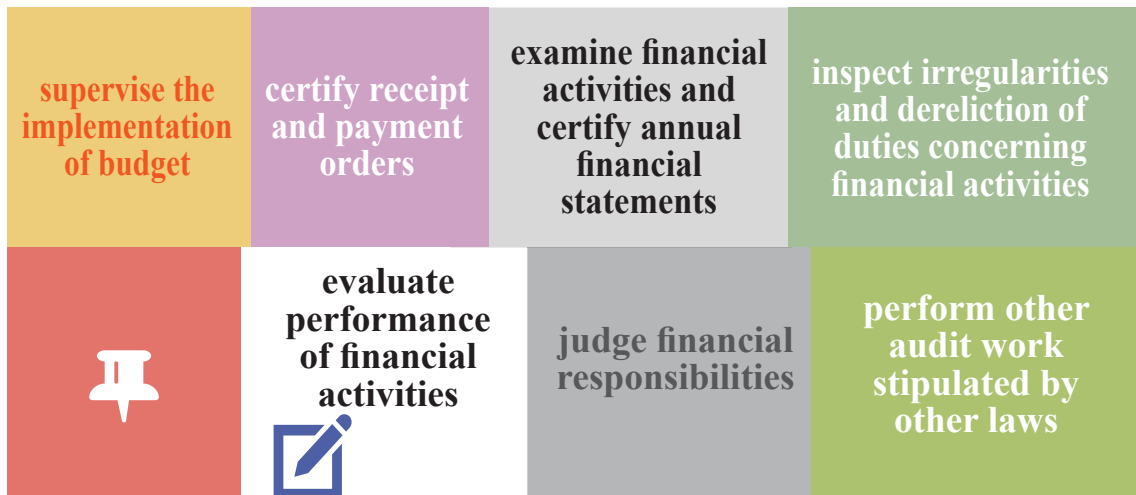 supervise the
implementation
of budget
certify receipt
and payment
orders
examine financial
activities and
certify annual
financial
statements
inspect irregularities
and dereliction of
duties concerning
financial activities
evaluate
performance
of financial
activities
judge financial
responsibilities
perform other
audit work
stipulated by
other laws